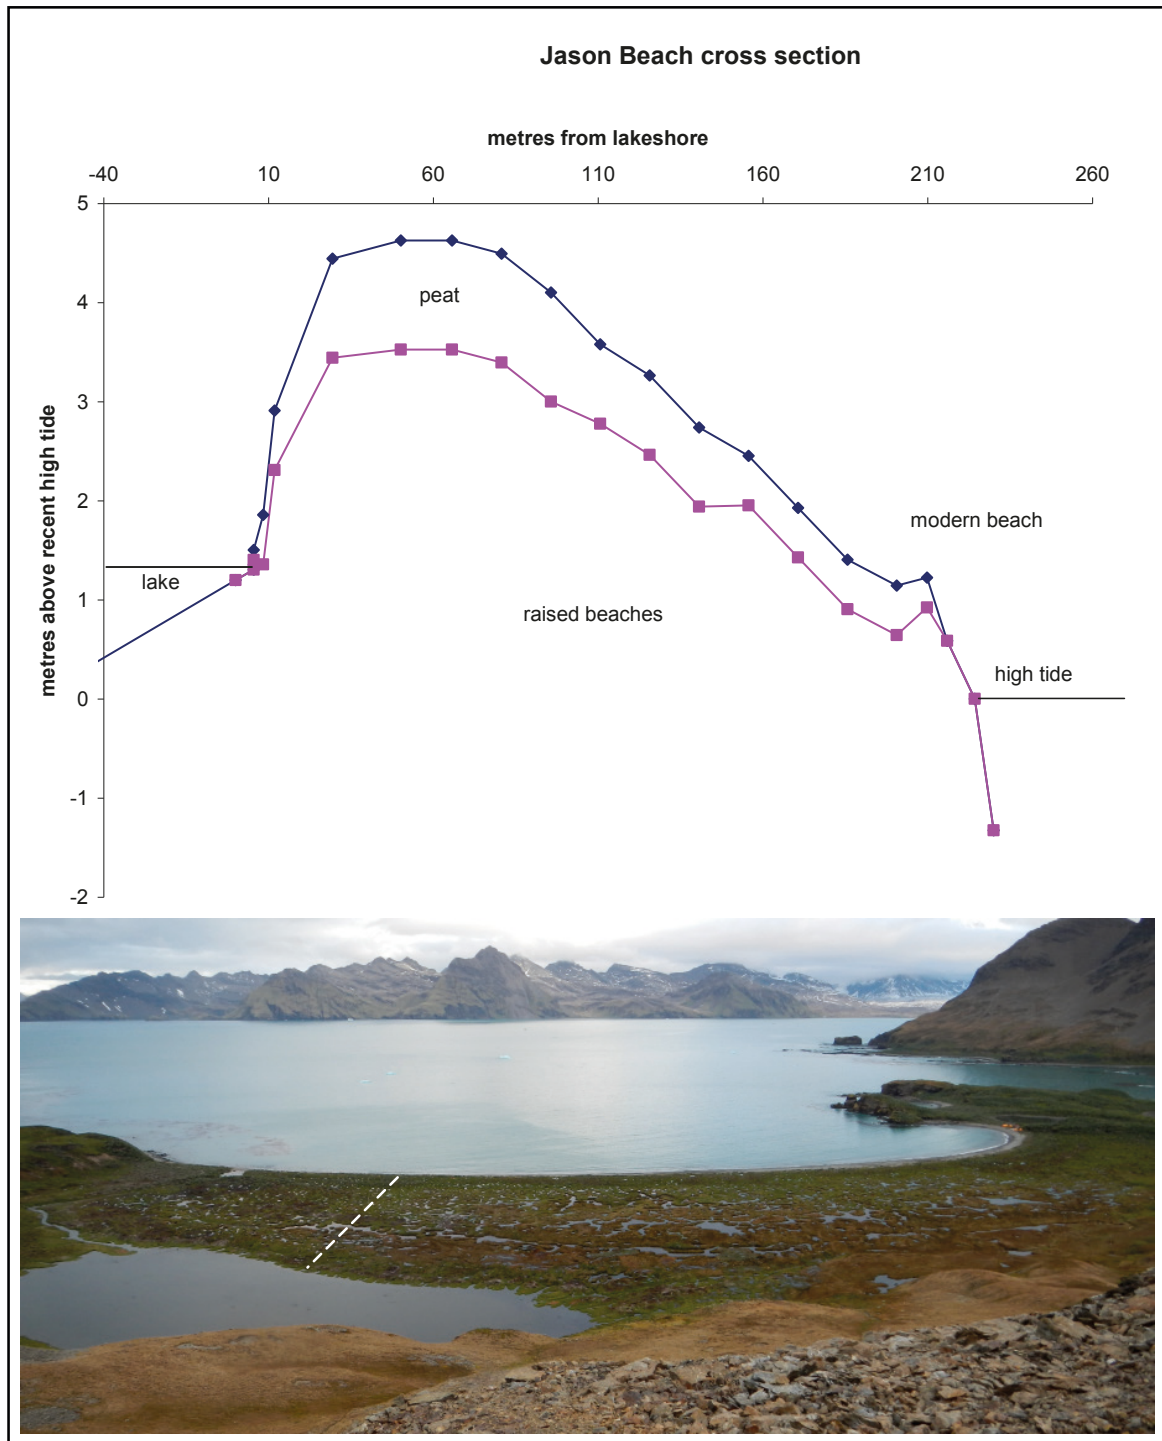 Jason Beach cross section
metres from lakeshore
-40 10 60 110 160 210 260
5
4
3
2
1
0
-1
-2
metres above recent high tide
peat
modern beach
lake
raised beaches
high tide